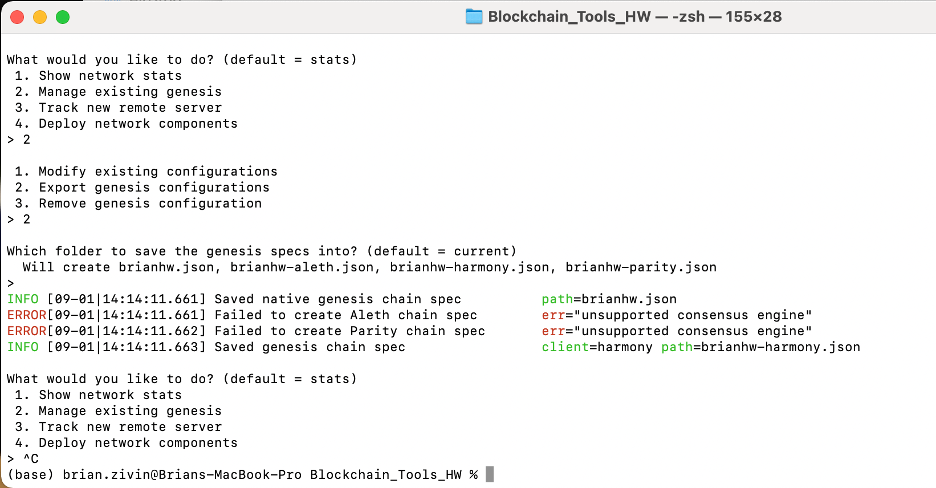 Blockchain_Tools_HW — -zsh — 155×28
What would you like to do? (default = stats)
1. Show network stats
2. Manage existing genesis
3. Track new remote server
4. Deploy network components
> 2
1. Modify existing configurations
2. Export genesis configurations
3. Remove genesis configuration
> 2
Which folder to save the genesis specs into? (default = current)
Will create brianhw.json, brianhw-aleth.json, brianhw-harmony.json, brianhw-parity.json
>
INFO [09-01|14:14:11.661] Saved native genesis chain spec path=brianhw.json
ERROR[09-01|14:14:11.661] Failed to create Aleth chain spec err="unsupported consensus engine"
ERROR[09-01|14:14:11.662] Failed to create Parity chain spec err="unsupported consensus engine"
INFO [09-01|14:14:11.663] Saved genesis chain spec client=harmony path=brianhw-harmony.json
What would you like to do? (default = stats)
1. Show network stats
2. Manage existing genesis
3. Track new remote server
4. Deploy network components
> ^C
(base) brian.zivin@Brians-MacBook-Pro Blockchain_Tools_HW %